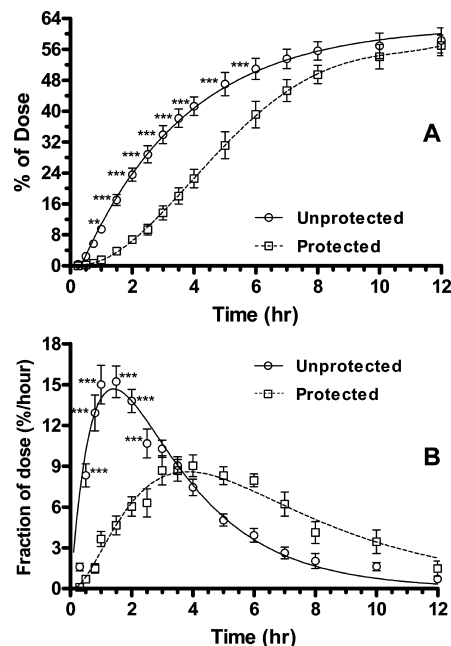 64
56
48
40
32
24
16
8
0
% of Dose
**
***
***
***
***
***
***
***
***
A
Unprotected
Protected
0 2 4 6 8 10 12
Time (hr)
18
15
12
9
6
3
0
Fraction of dose (%/hour)
***
***
***
***
***
***
Unprotected
Protected
B
0 2 4 6 8 10 12
Time (hr)